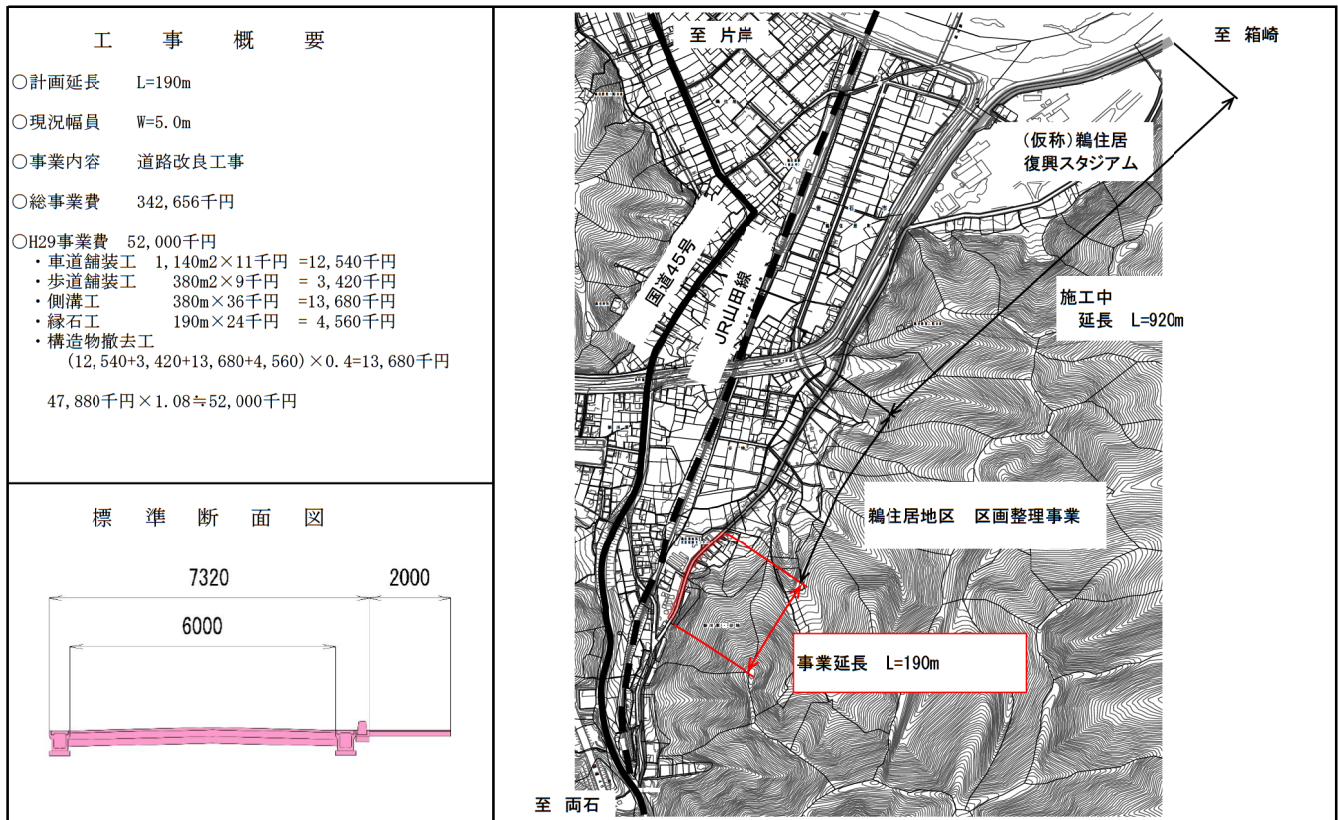 工 事 概 要
○計画延長 L=190m
○現況幅員 W=5.0m
○事業内容 道路改良工事
○総事業費 342,656千円
○H29事業費 52,000千円
・車道舗装工 1,140m2×11千円 =12,540千円
・歩道舗装工 380m2×9千円 = 3,420千円
・側溝工 380m×36千円 =13,680千円
・縁石工 190m×24千円 = 4,560千円
・構造物撤去工
(12,540+3,420+13,680+4,560)×0.4=13,680千円
47,880千円×1.08≒52,000千円
標 準 断 面 図
7320
2000
6000
至 片岸
至 箱崎
(仮称)鵜住居
復興スタジアム
国道45号
JR山田線
施工中
延長 L=920m
鵜住居地区 区画整理事業
事業延長 L=190m
至 両石